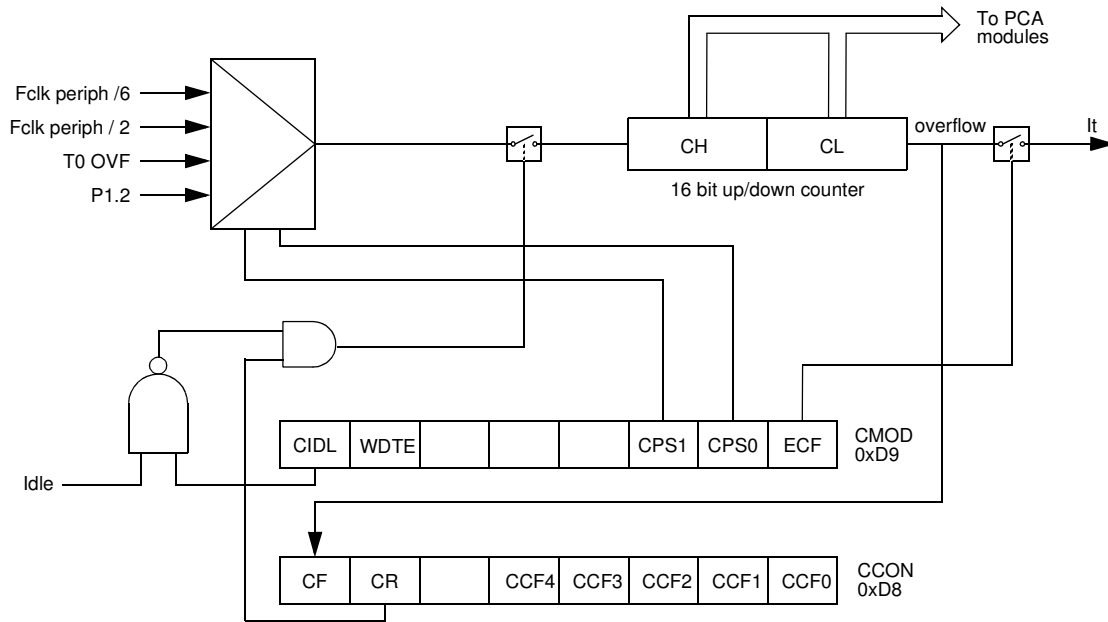 To PCA
modules
Fclk periph /6
Fclk periph / 2
T0 OVF
P1.2
CH
CL
overflow
It
16 bit up/down counter
CIDL
WDTE
CPS1
CPS0
ECF
CMOD
0xD9
Idle
CF
CR
CCF4
CCF3
CCF2
CCF1
CCF0
CCON
0xD8